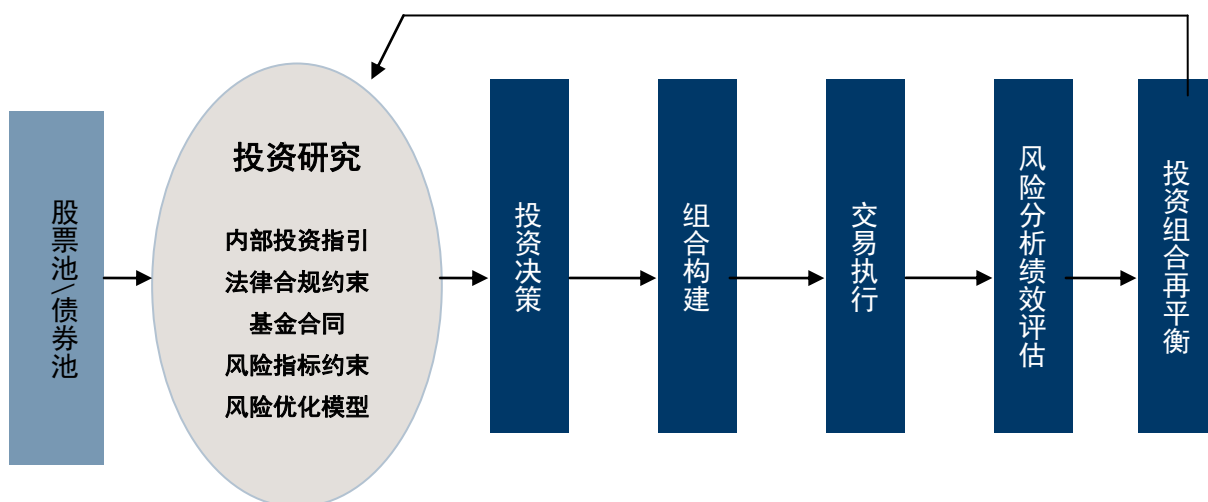 股票池\债券池
投资研究
内部投资指引
法律合规约束
基金合同
风险指标约束
风险优化模型
投资决策
组合构建
交易执行
风险分析绩效评估
投资组合再平衡